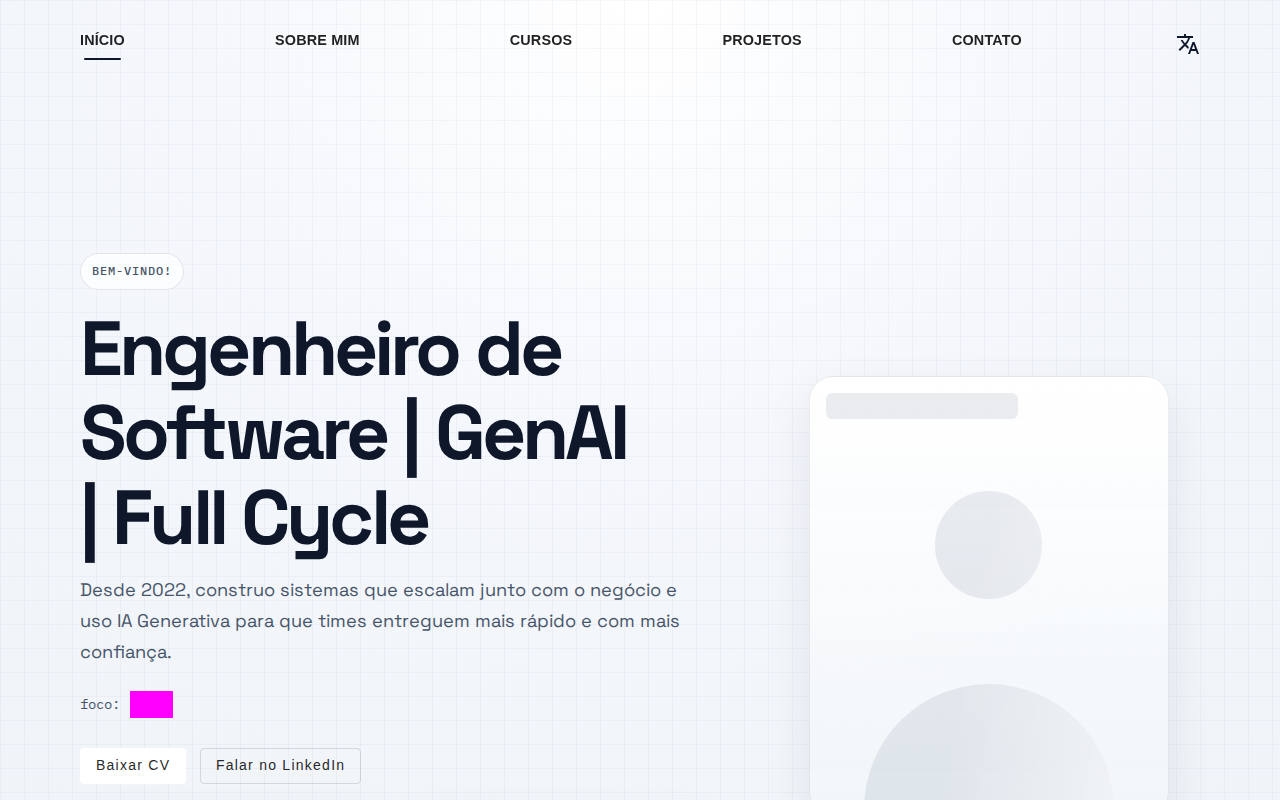 INÍCIO SOBRE MIM CURSOS PROJETOS CONTATO
BEM-VINDO!
Engenheiro de
Software | GenAI
| Full Cycle
Desde 2022, construo sistemas que escalam junto com o negócio e
uso IA Generativa para que times entreguem mais rápido e com mais
confiança.
foco:
Baixar CV Falar no LinkedIn